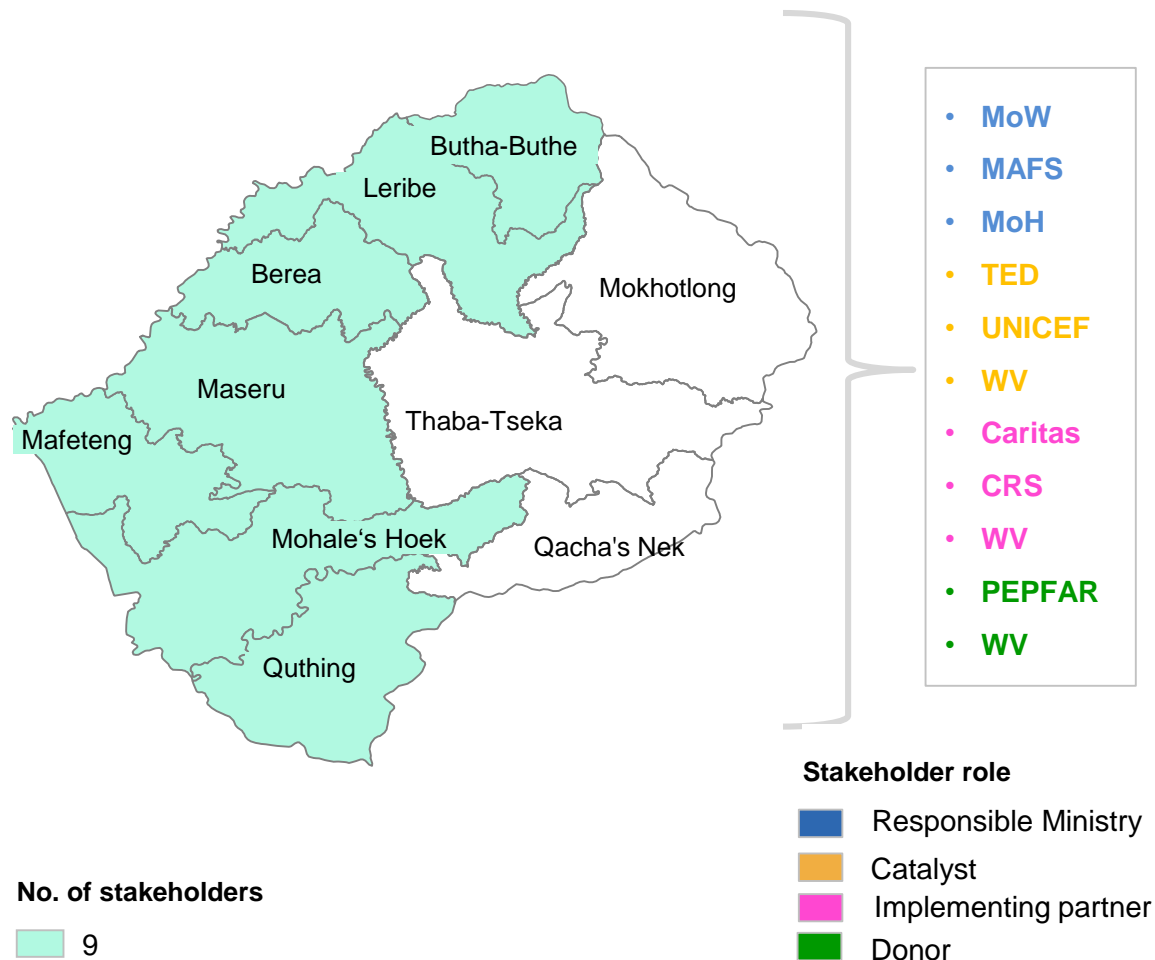 Butha-Buthe
Leribe
Berea
Mokhotlong
Maseru
Thaba-Tseka
Mafeteng
Mohale‘s Hoek
Qacha's Nek
Quthing
• MoW
• MAFS
• MoH
• TED
• UNICEF
• WV
• Caritas
• CRS
• WV
• PEPFAR
• WV
Stakeholder role
Responsible Ministry
Catalyst
Implementing partner
Donor
No. of stakeholders
9